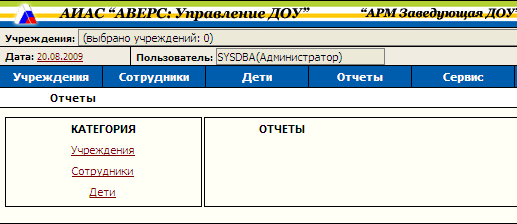 АИАС “АВЕРС: Управление ДОУ” “АРМ Заведующая ДОУ”
Учреждения: (выбрано учреждений: 0)
Дата: 20.08.2009 Пользователь: SYSDBA(Администратор)
Учреждения Сотрудники Дети Отчеты Сервис
Отчеты
КАТЕГОРИЯ ОТЧЕТЫ
Учреждения
Сотрудники
Дети